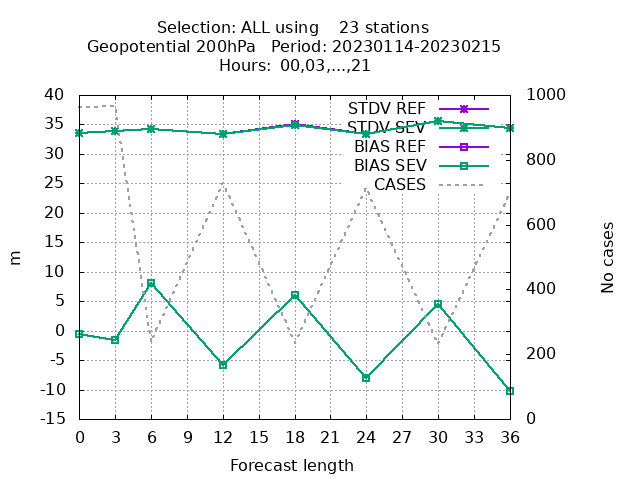 Selection: ALL using 23 stations
Geopotential 200hPa Period: 20230114-20230215
Hours: 00,03,...,21
40
35
30
25
20
15
10
5
0
-5
-10
-15
m
1000
800
600
400
200
0
No cases
STDV REF
STDV SEV
BIAS REF
BIAS SEV
CASES
0 3 6 9 12 15 18 21 24 27 30 33 36
Forecast length